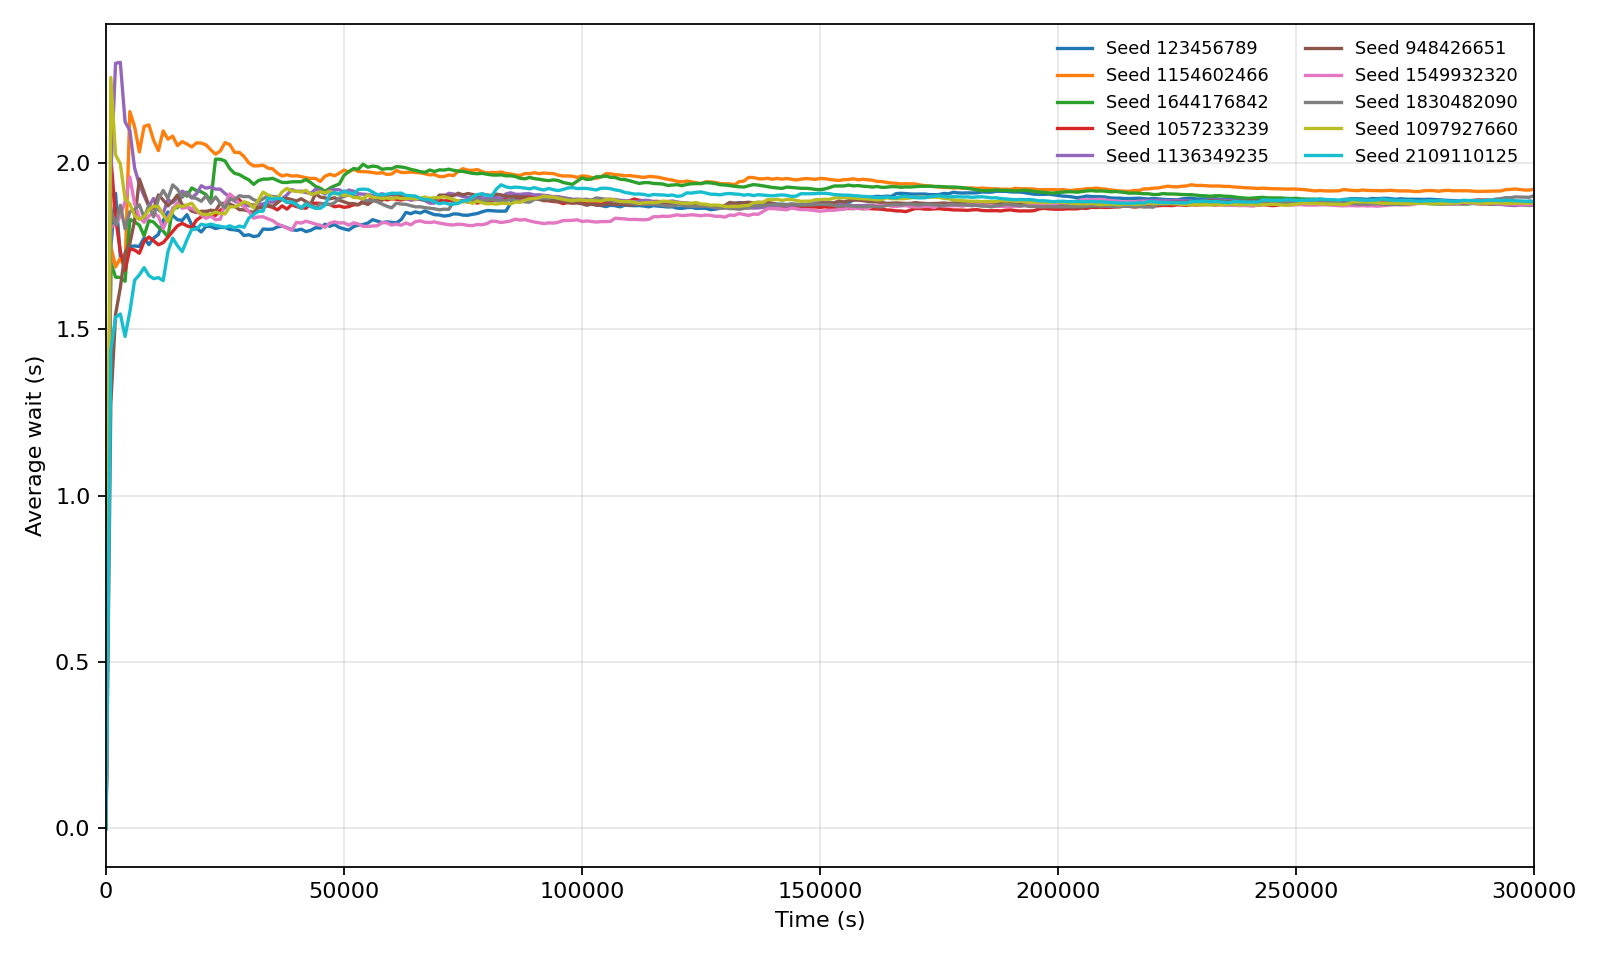 Seed 123456789
Seed 1154602466
Seed 1644176842
Seed 1057233239
Seed 1136349235
Seed 948426651
Seed 1549932320
Seed 1830482090
Seed 1097927660
Seed 2109110125
Average wait (s)
2.0
1.5
1.0
0.5
0.0
0
50000
100000
150000
200000
250000
300000
Time (s)